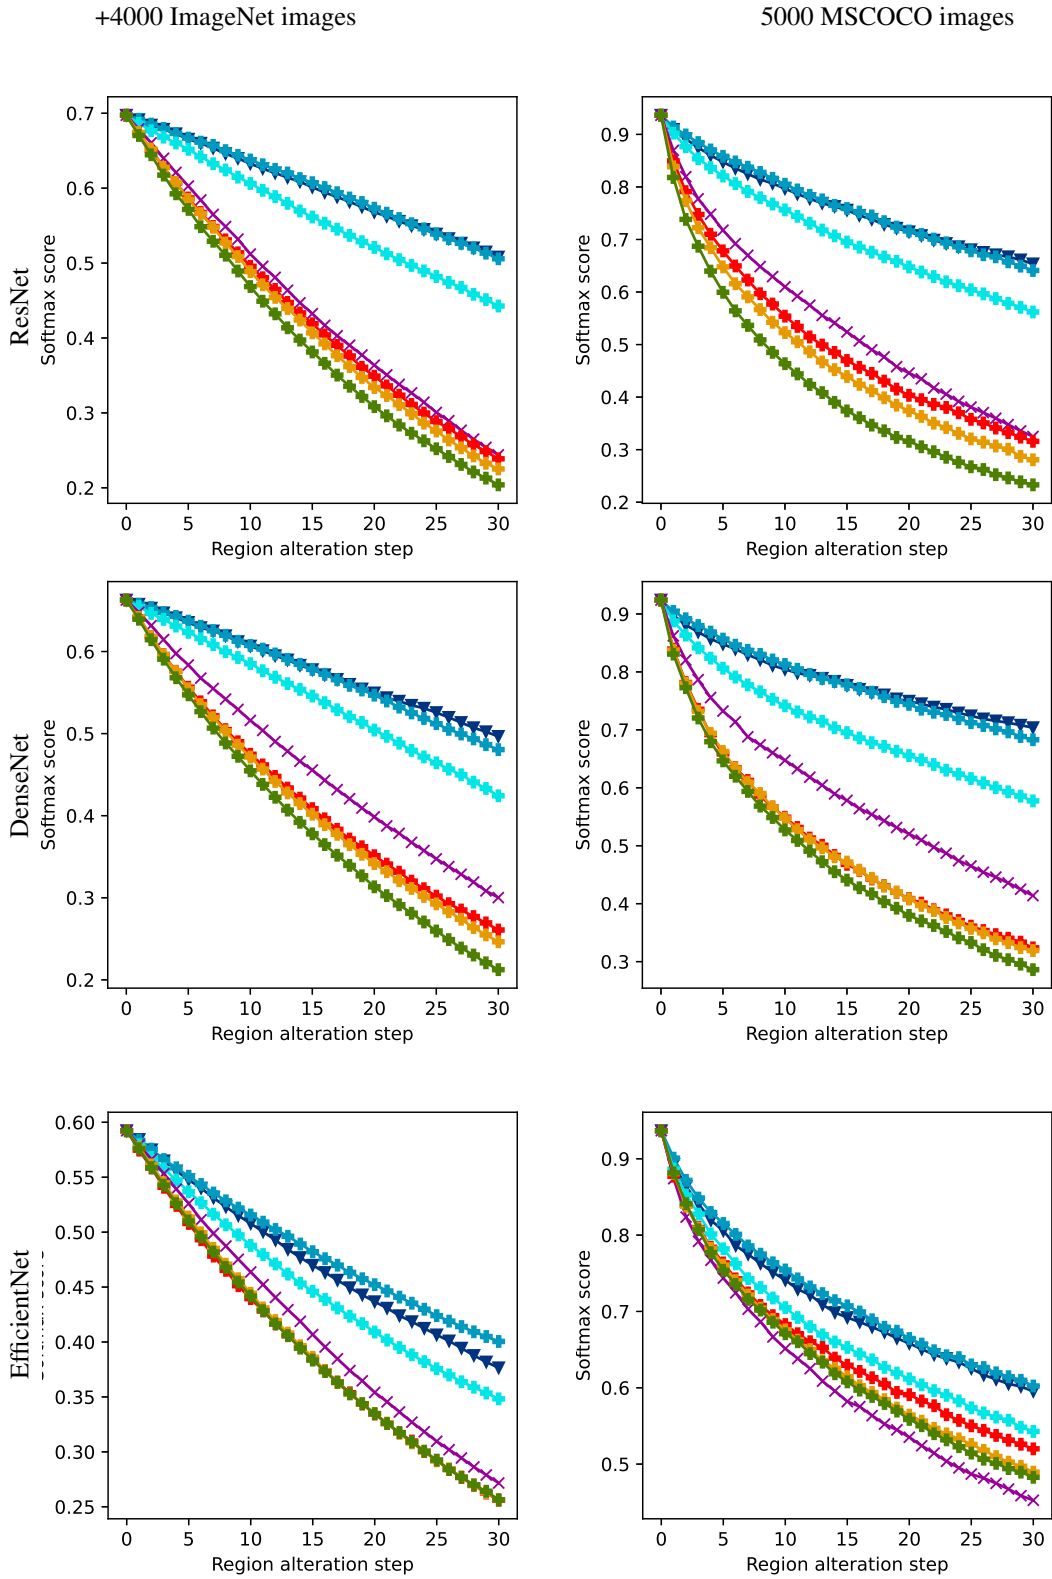 +4000 ImageNet images
5000 MSCOCO images
ResNet
Softmax score
0.7
0.6
0.5
0.4
0.3
0.2
0 5 10 15 20 25 30
Region alteration step
Softmax score
0.9
0.8
0.7
0.6
0.5
0.4
0.3
0.2
0 5 10 15 20 25 30
Region alteration step
DenseNet
Softmax score
0.6
0.5
0.4
0.3
0.2
0 5 10 15 20 25 30
Region alteration step
Softmax score
0.9
0.8
0.7
0.6
0.5
0.4
0.3
0 5 10 15 20 25 30
Region alteration step
EfficientNet
0.60
0.55
0.50
0.45
0.40
0.35
0.30
0.25
0 5 10 15 20 25 30
Region alteration step
Softmax score
0.9
0.8
0.7
0.6
0.5
0 5 10 15 20 25 30
Region alteration step